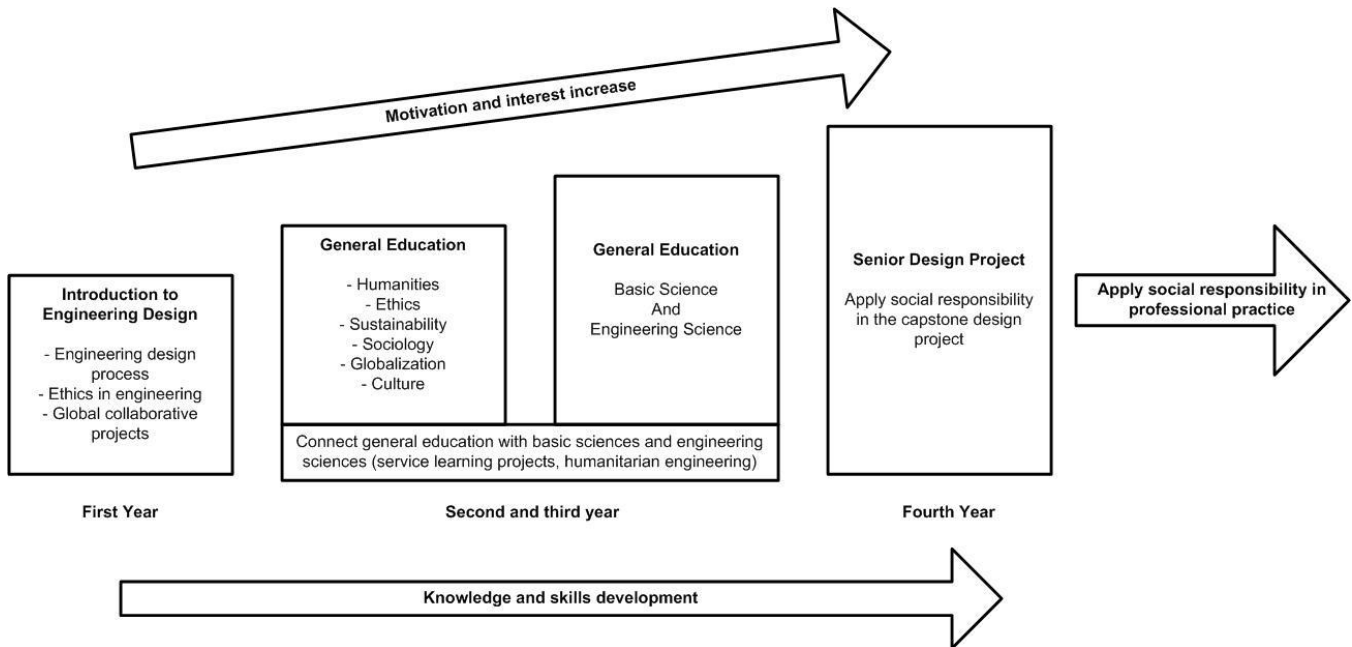 Motivation and interest increase
Introduction to
Engineering Design
- Engineering design
process
- Ethics in engineering
- Global collaborative
projects
General Education
- Humanities
- Ethics
- Sustainability
- Sociology
- Globalization
- Culture
General Education
Basic Science
And
Engineering Science
Connect general education with basic sciences and engineering
sciences (service learning projects, humanitarian engineering)
Senior Design Project
Apply social responsibility
in the capstone design
project
Apply social responsibility in
professional practice
First Year
Second and third year
Fourth Year
Knowledge and skills development